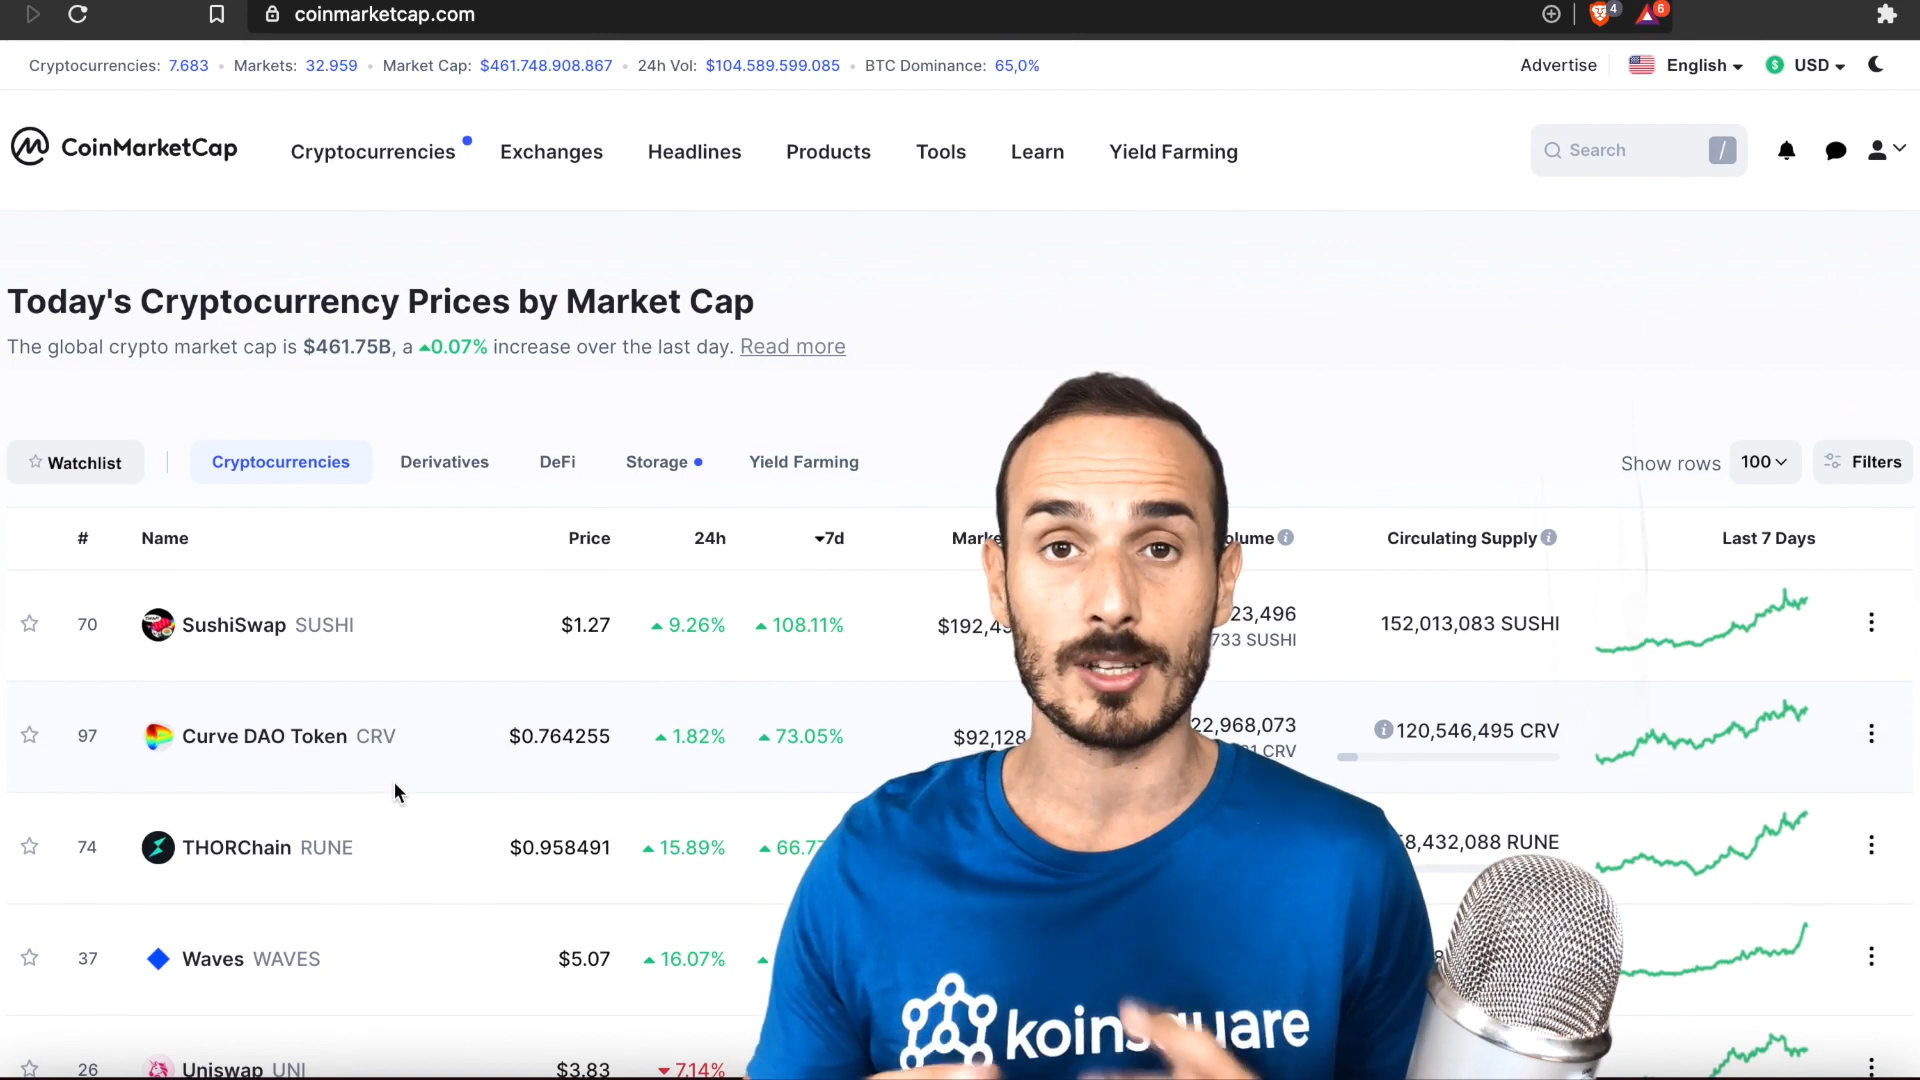 coinmarketcap.com
4
6
Cryptocurrencies: 7.683 • Markets: 32.959 • Market Cap: $461.748.908.867 • 24h Vol: $104.589.599.085 • BTC Dominance: 65,0%
Advertise English USD
CoinMarketCap
Cryptocurrencies Exchanges Headlines Products Tools Learn Yield Farming
Search /
Today's Cryptocurrency Prices by Market Cap
The global crypto market cap is $461.75B, a 0.07% increase over the last day. Read more
Watchlist Cryptocurrencies Derivatives DeFi Storage Yield Farming
Show rows 100 Filters
# Name Price 24h 7d Circulating Supply Last 7 Days
70 SushiSwap SUSHI $1.27 9.26% 108.11% 152,013,083 SUSHI
97 Curve DAO Token CRV $0.764255 1.82% 73.05% 120,546,495 CRV
74 THORChain RUNE $0.958491 15.89% RUNE
37 Waves WAVES $5.07 16.07%
26 Uniswap UNI $3.83 7.14%